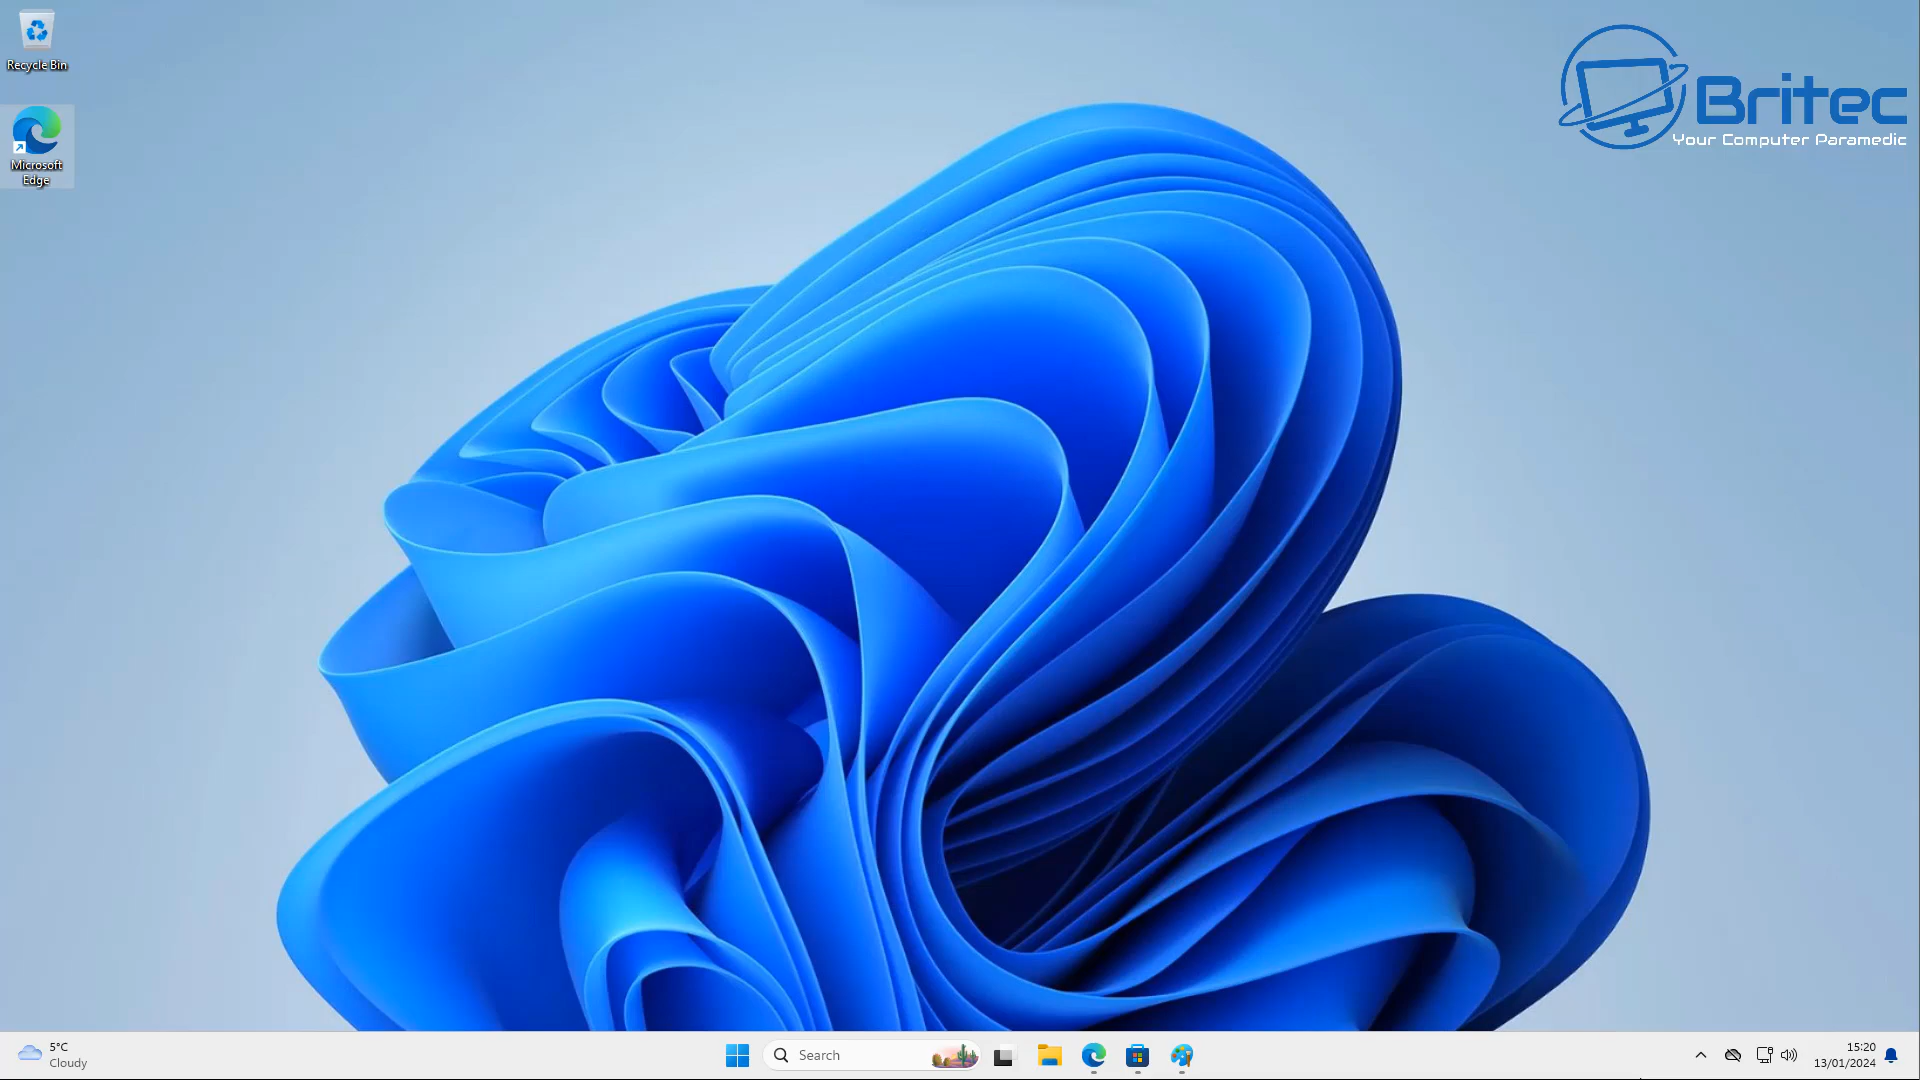 Recycle Bin
Britec
Your Computer Paramedic
Microsoft
Edge
5°C
Cloudy
Search
15:20
13/01/2024